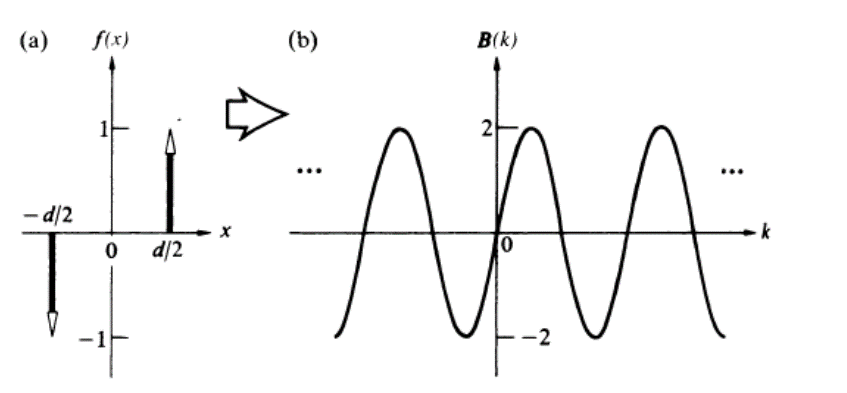 (a)
f(x)
1
− d/2
0
d/2
x
−1
(b)
B(k)
2
...
...
0
k
−2